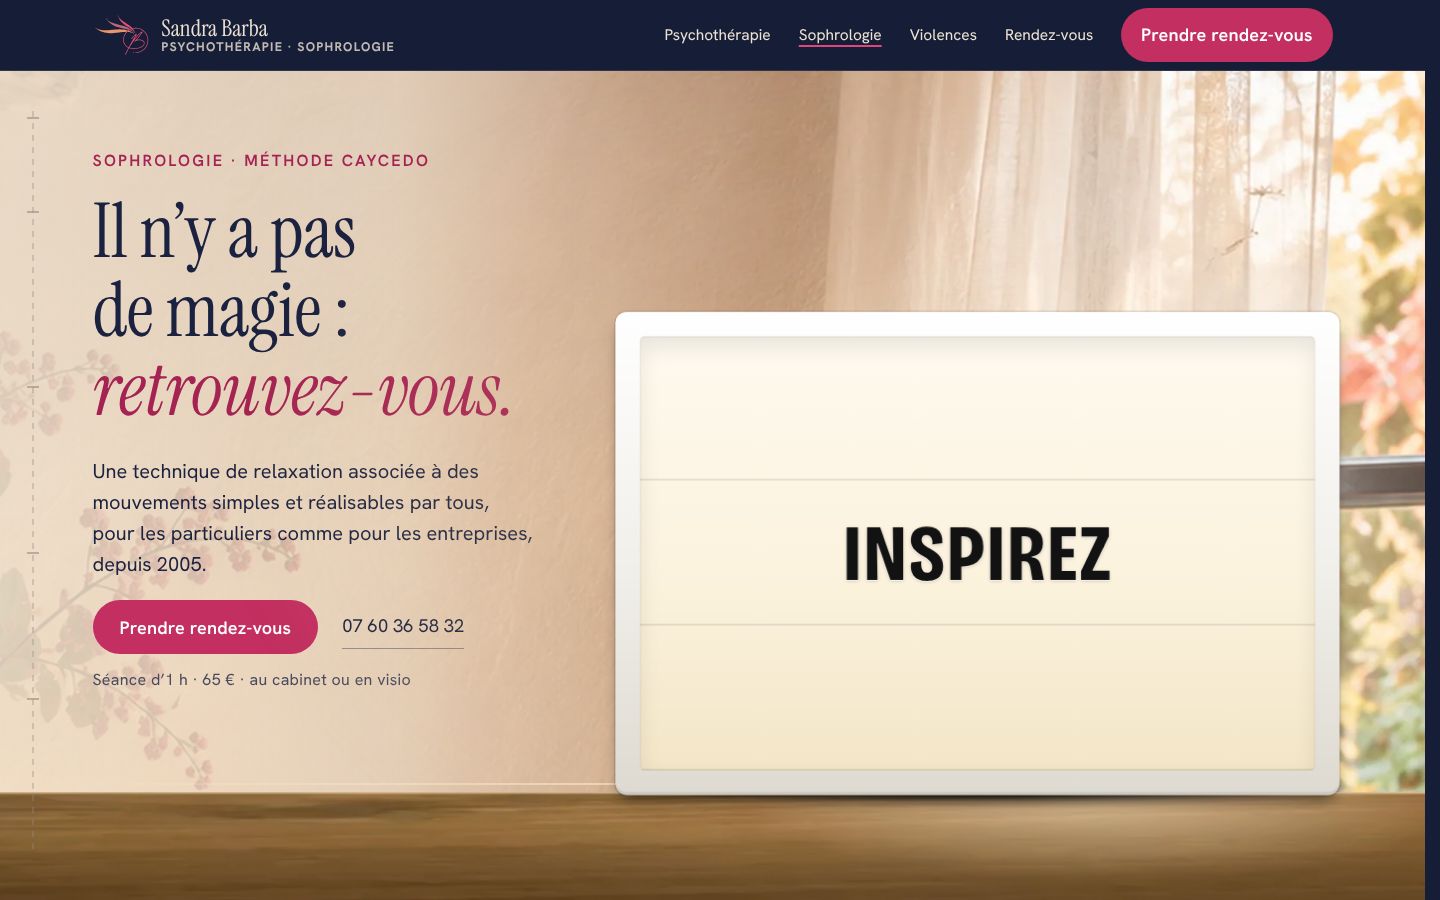 Sandra Barba
PSYCHOTHÉRAPIE · SOPHROLOGIE
Psychothérapie
Sophrologie
Violences
Rendez-vous
Prendre rendez-vous
SOPHROLOGIE · MÉTHODE CAYCEDO
Il n’y a pas
de magie :
retrouvez-vous.
Une technique de relaxation associée à des
mouvements simples et réalisables par tous,
pour les particuliers comme pour les entreprises,
depuis 2005.
Prendre rendez-vous
07 60 36 58 32
Séance d’1 h · 65 € · au cabinet ou en visio
INSPIREZ